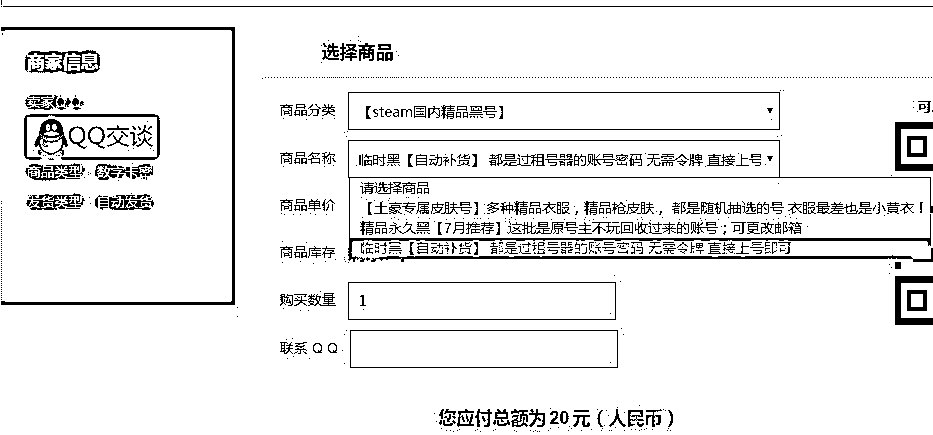 选择商品
商家信息
卖家QQ:
QQ交谈
商品类型: 数字卡密
发货类型: 自动发货
商品分类 【steam国内精品黑号】
商品名称 临时黑【自动补货】 都是过租号器的账号密码 无需令牌 直接上号
请选择商品
商品单价 【土豪专属皮肤号】多种精品衣服，精品枪皮肤， 都是随机抽选的号 衣服最差也是小黄衣！
精品永久黑【7月推荐】这批是原号主不玩回收过来的账号；可更改邮箱
商品库存 临时黑【自动补货】 都是过租号器的账号密码 无需令牌 直接上号即可
购买数量 1
联系QQ
您应付总额为 20 元（人民币）